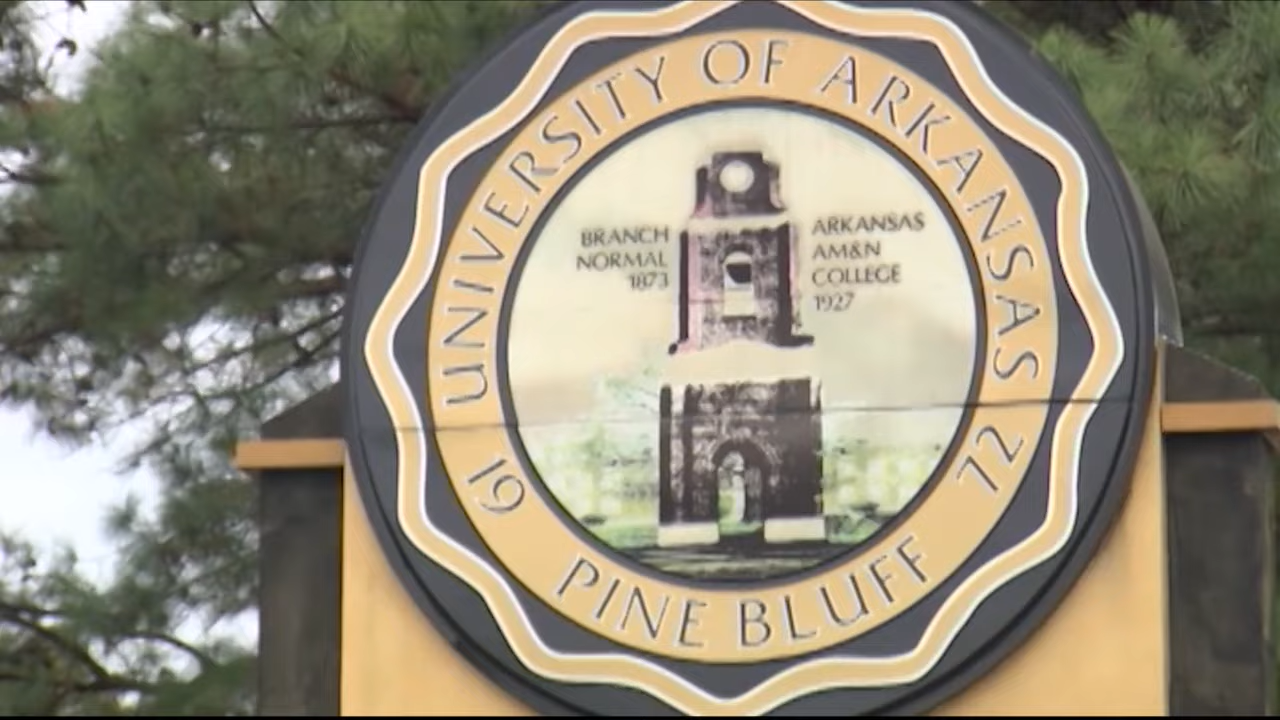 UNIVERSITY OF ARKANSAS
BRANCH
NORMAL
1873
ARKANSAS
AM&N
COLLEGE
1927
19 72
PINE BLUFF